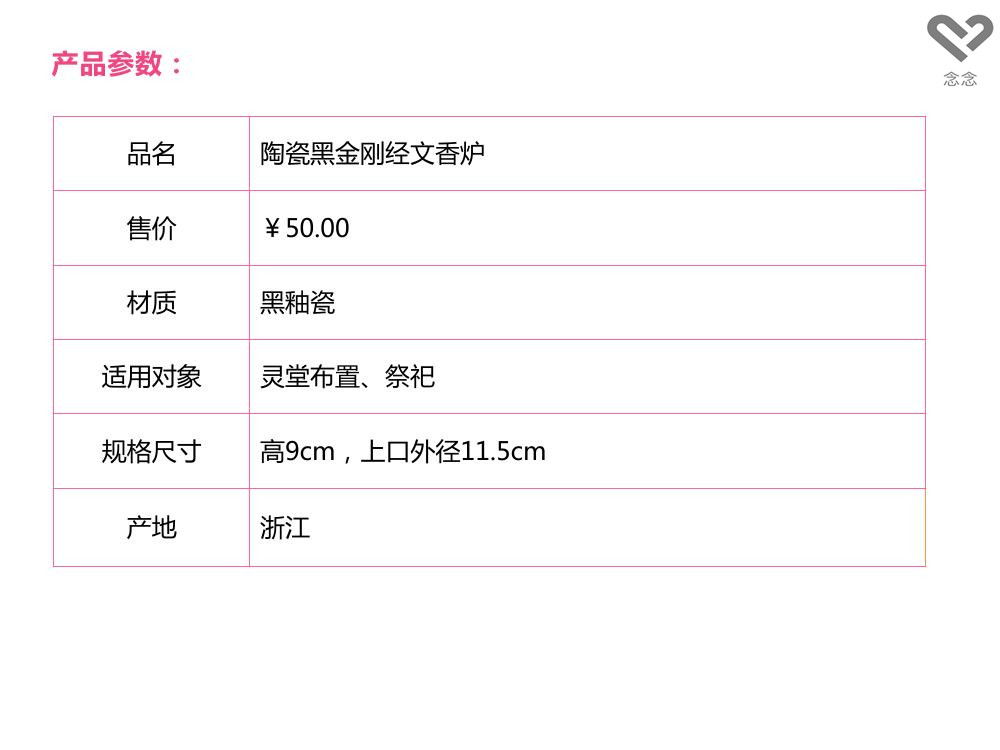 产品参数：
念念
品名 陶瓷黑金刚经文香炉
售价 ￥50.00
材质 黑釉瓷
适用对象 灵堂布置、祭祀
规格尺寸 高9cm，上口外径11.5cm
产地 浙江